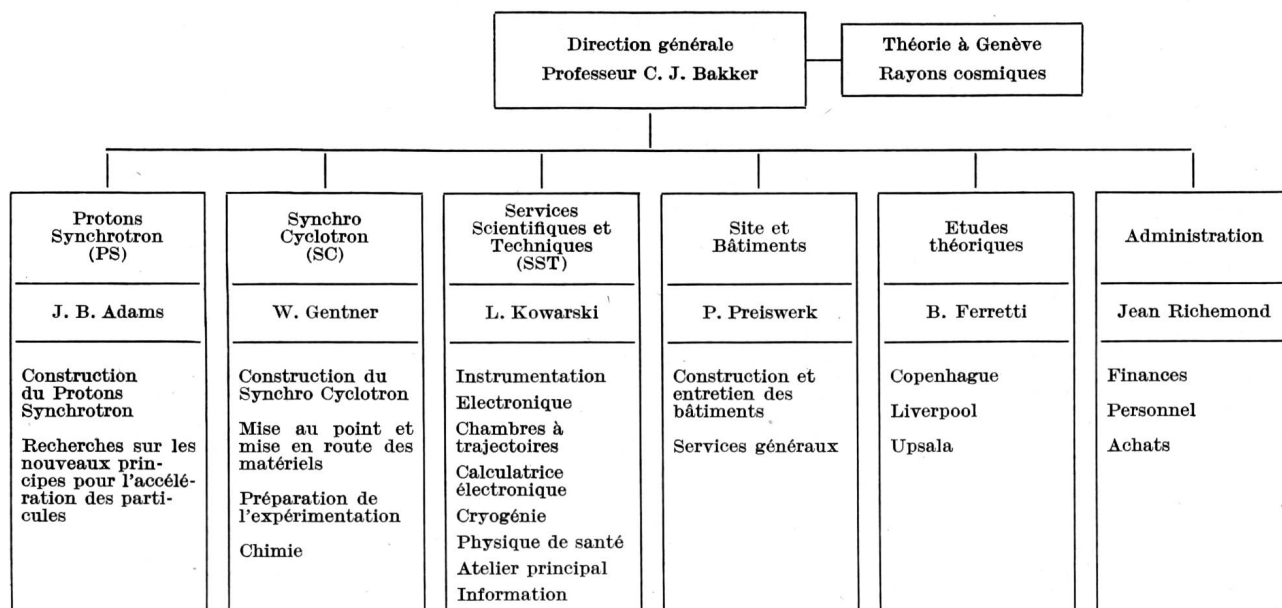 Direction générale
Professeur C. J. Bakker
Théorie à Genève
Rayons cosmiques
Protons
Synchrotron
(PS)
J. B. Adams
Construction
du Protons
Synchrotron
Recherches sur les
nouveaux prin-
cipes pour l'accélé-
ration des parti-
cules
Synchro
Cyclotron
(SC)
W. Gentner
Construction du
Synchro Cyclotron
Mise au point et
mise en route des
matériels
Préparation de
l'expérimentation
Chimie
Services
Scientifiques et
Techniques
(SST)
L. Kowarski
Instrumentation
Electronique
Chambres à
trajectoires
Calculatrice
électronique
Cryogénie
Physique de santé
Atelier principal
Information
Site et
Bâtiments
P. Preiswerk
Construction et
entretien des
bâtiments
Services généraux
Etudes
théoriques
B. Ferretti
Copenhague
Liverpool
Upsala
Administration
Jean Richemond
Finances
Personnel
Achats